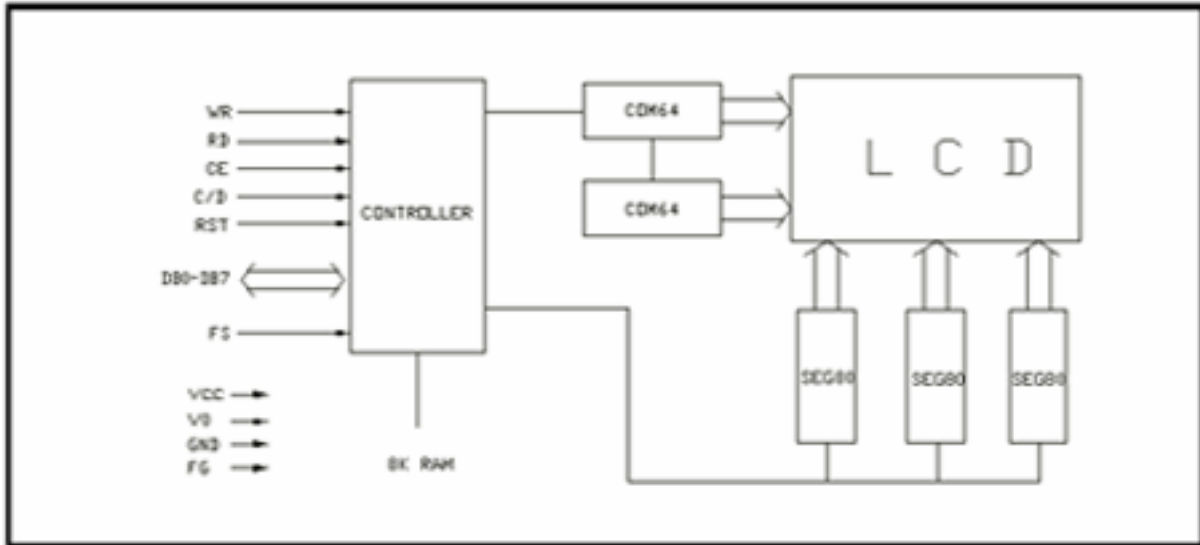 WR
RD
CE
C/D
RST
DB0-DB7
FS
VCC
V0
GND
FG
CONTROLLER
8K RAM
COM64
COM64
L C D
SEG80
SEG80
SEG80